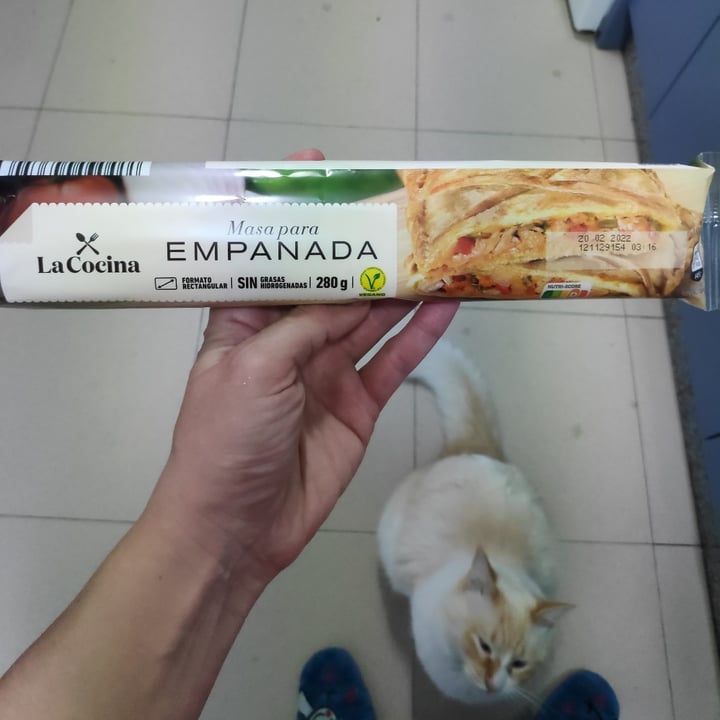 Masa para
EMPANADA
La Cocina
FORMATO RECTANGULAR
SIN GRASAS HIDROGENADAS
280 g
VEGANO
20 02 2022
121129154 03 16
NUTRI-SCORE